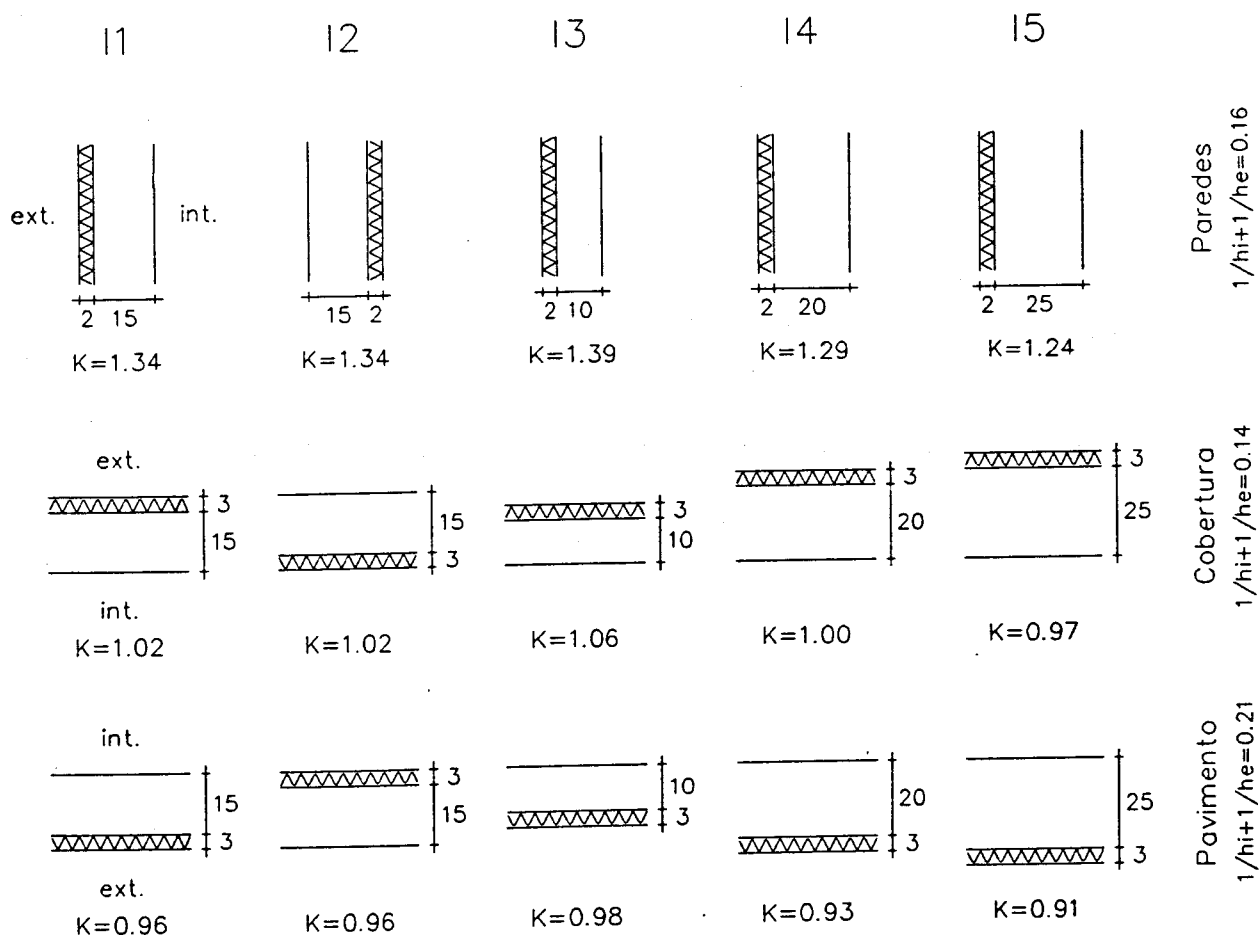 I1 I2 I3 I4 I5
ext. int.
2 15
15 2
2 10
2 20
2 25
K=1.34 K=1.34 K=1.39 K=1.29 K=1.24
Paredes
1/hi+1/he=0.16
ext.
3
15
int.
15
3
3
10
3
20
3
25
K=1.02 K=1.02 K=1.06 K=1.00 K=0.97
Cobertura
1/hi+1/he=0.14
int.
15
3
ext.
3
15
10
3
20
3
25
3
K=0.96 K=0.96 K=0.98 K=0.93 K=0.91
Pavimento
1/hi+1/he=0.21